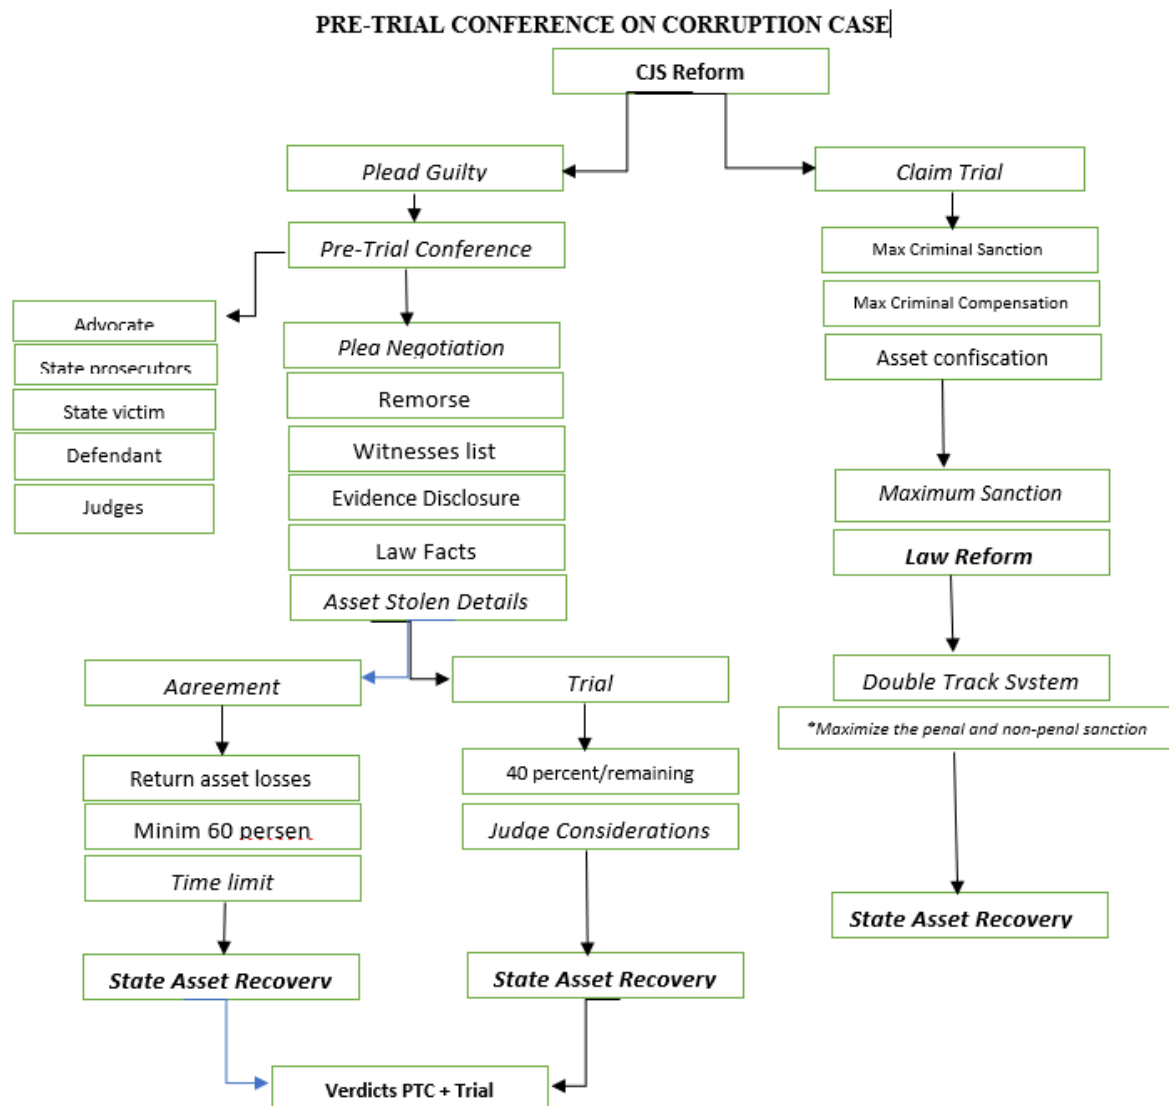 PRE-TRIAL CONFERENCE ON CORRUPTION CASE
CJS Reform
Plead Guilty
Claim Trial
Pre-Trial Conference
Max Criminal Sanction
Max Criminal Compensation
Advocate
State prosecutors
State victim
Defendant
Judges
Plea Negotiation
Remorse
Witnesses list
Evidence Disclosure
Law Facts
Asset Stolen Details
Asset confiscation
Maximum Sanction
Law Reform
Agreement
Trial
Double Track System
*Maximize the penal and non-penal sanction
Return asset losses
Minim 60 persen
Time limit
40 percent/remaining
Judge Considerations
State Asset Recovery
State Asset Recovery
State Asset Recovery
Verdicts PTC + Trial